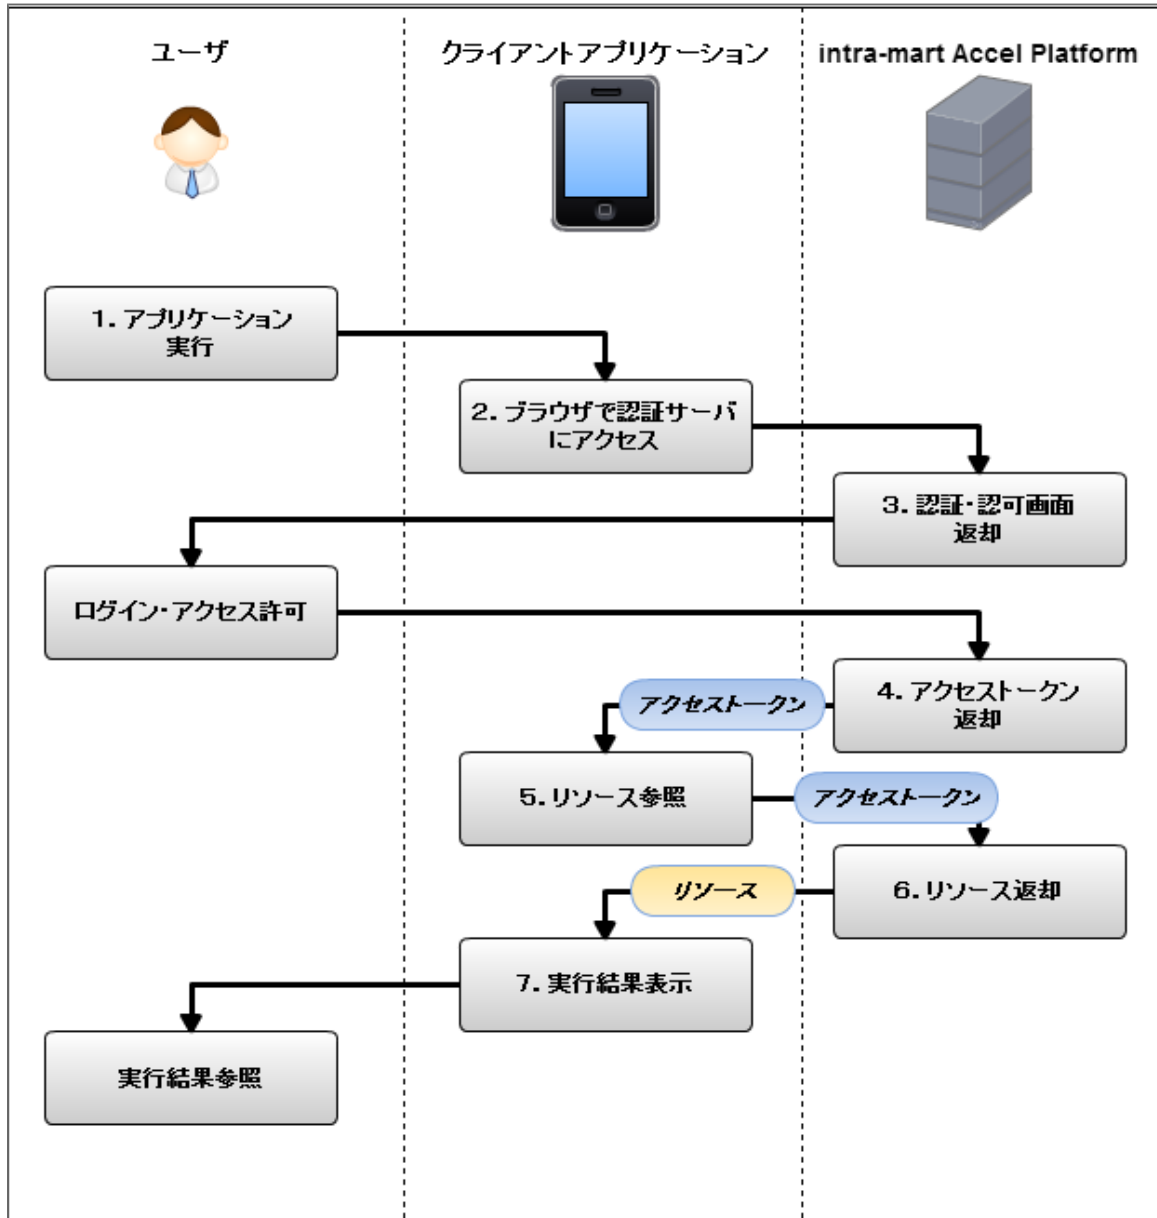 ユーザ
クライアントアプリケーション
intra-mart Accel Platform
1. アプリケーション
実行
2. ブラウザで認証サーバ
にアクセス
3. 認証・認可画面
返却
ログイン・アクセス許可
4. アクセストークン
返却
アクセストークン
5. リソース参照
アクセストークン
6. リソース返却
リソース
7. 実行結果表示
実行結果参照